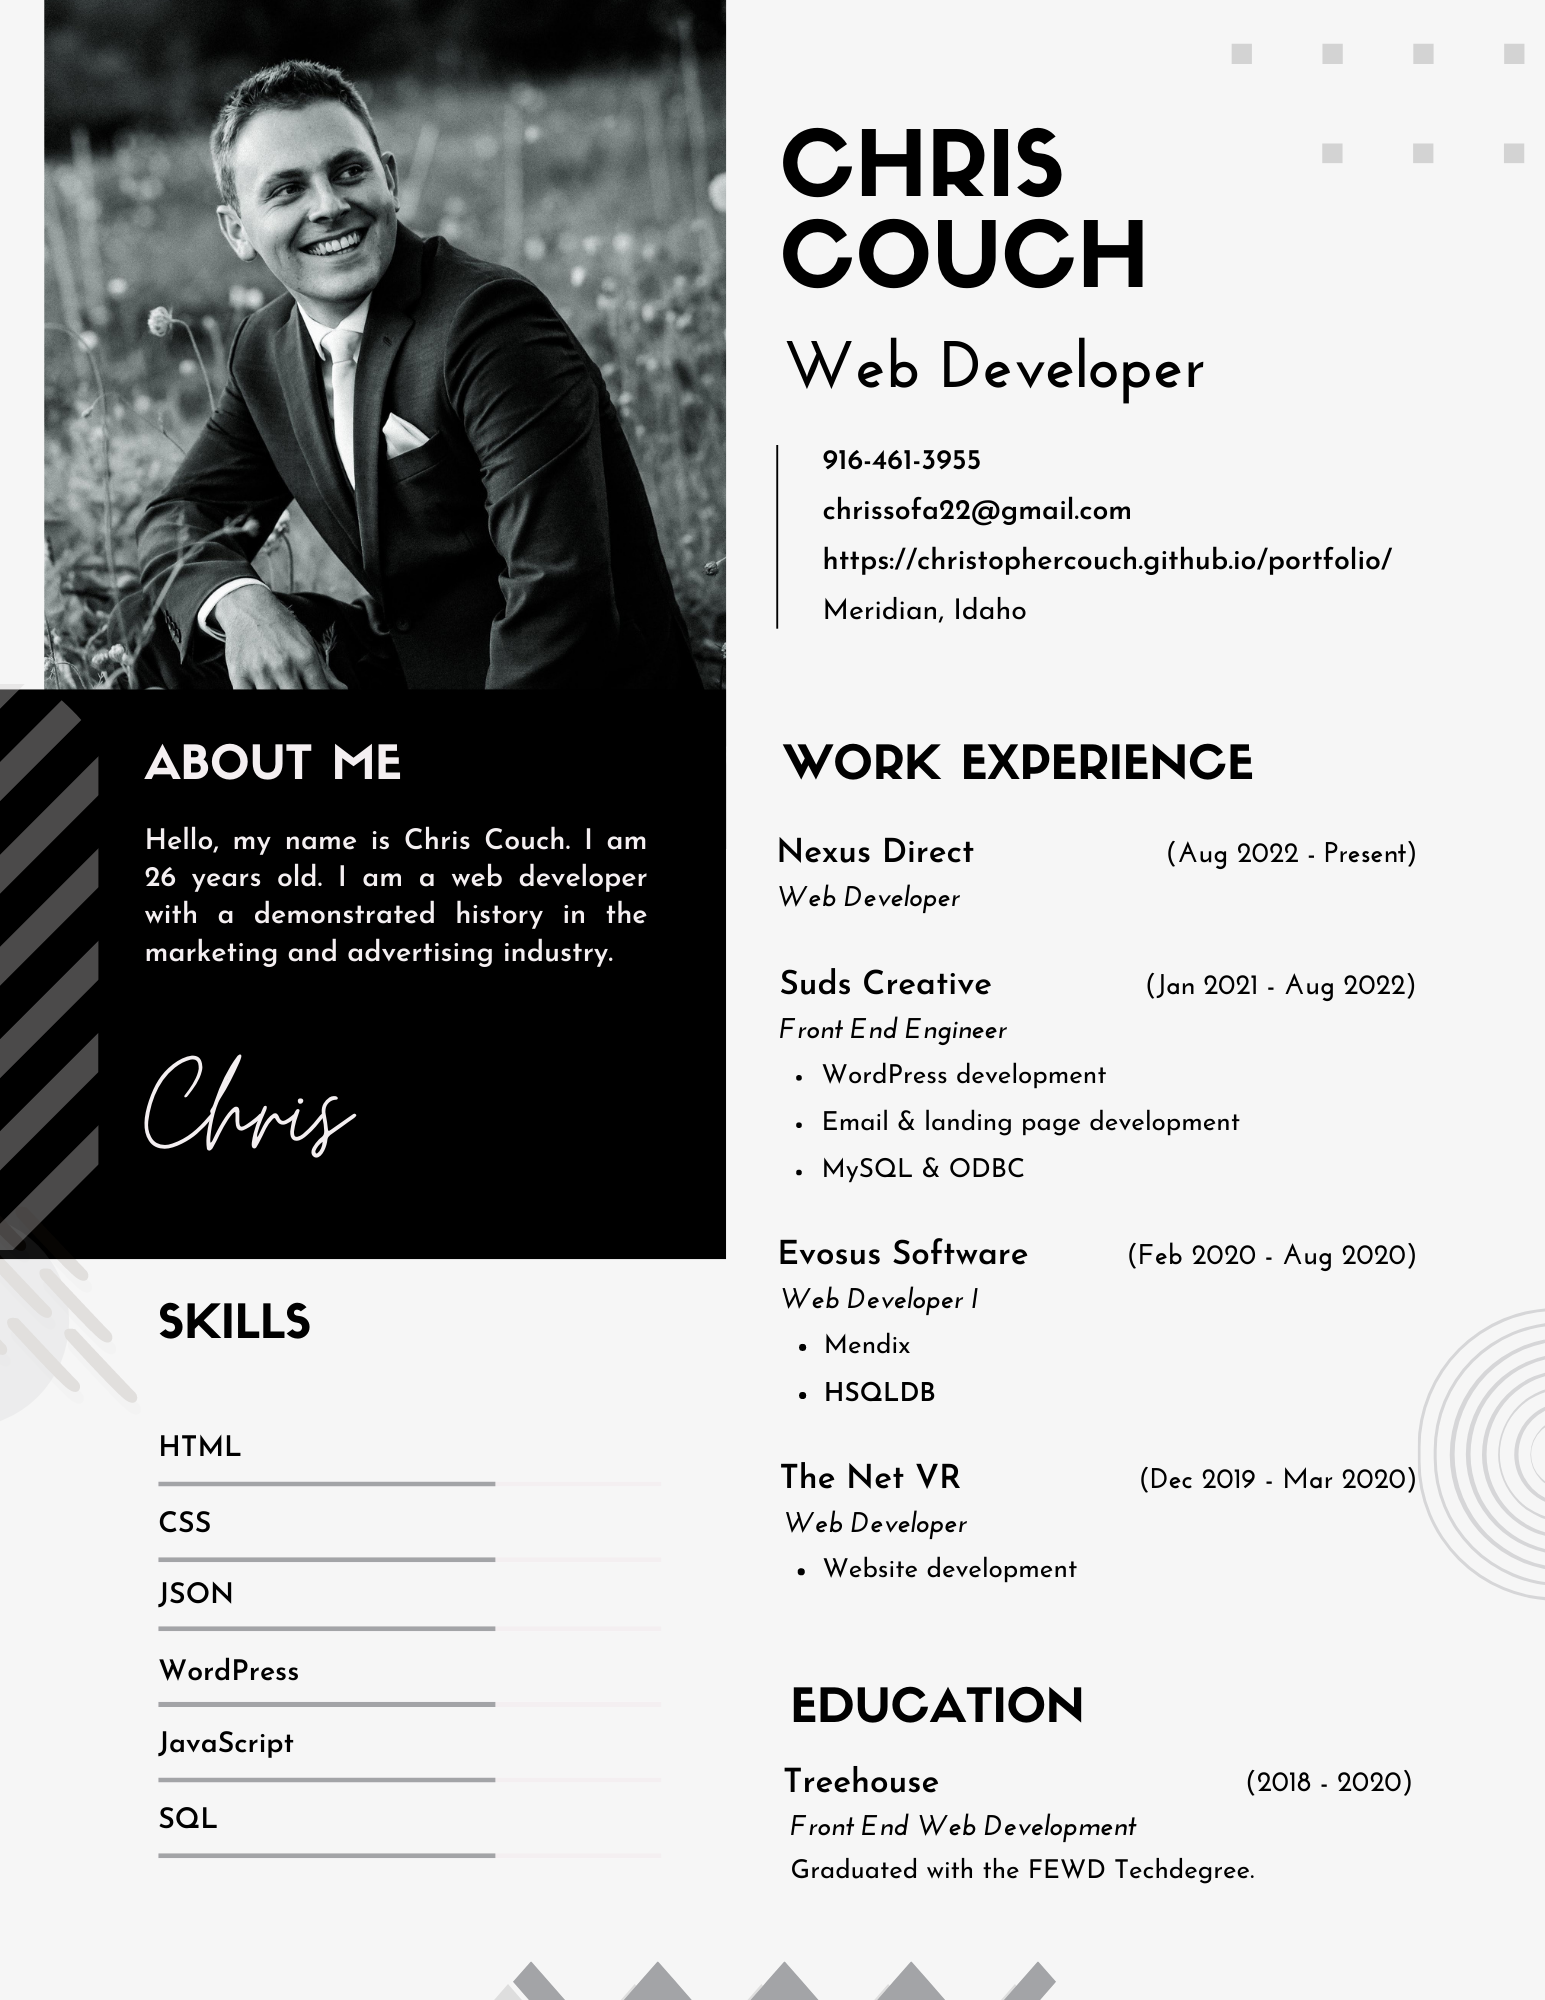 CHRIS
COUCH
Web Developer
916-461-3955
chrissofa22@gmail.com
https://christophercouch.github.io/portfolio/
Meridian, Idaho
ABOUT ME
Hello, my name is Chris Couch. I am
26 years old. I am a web developer
with a demonstrated history in the
marketing and advertising industry.
Chris
SKILLS
HTML
CSS
JSON
WordPress
JavaScript
SQL
WORK EXPERIENCE
Nexus Direct (Aug 2022 - Present)
Web Developer
Suds Creative (Jan 2021 - Aug 2022)
Front End Engineer
• WordPress development
• Email & landing page development
• MySQL & ODBC
Evosus Software (Feb 2020 - Aug 2020)
Web Developer I
• Mendix
• HSQLDB
The Net VR (Dec 2019 - Mar 2020)
Web Developer
• Website development
EDUCATION
Treehouse (2018 - 2020)
Front End Web Development
Graduated with the FEWD Techdegree.